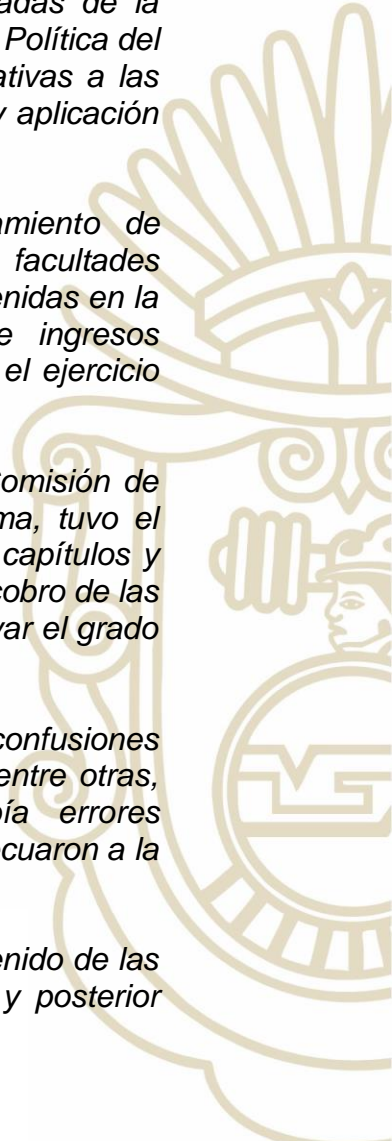 adas de la
Política del
ativas a las
y aplicación
amiento de
facultades
enidas en la
e ingresos
el ejercicio
Comisión de
ma, tuvo el
capítulos y
cobro de las
var el grado
confusiones
entre otras,
bía errores
ecuaron a la
enido de las
y posterior